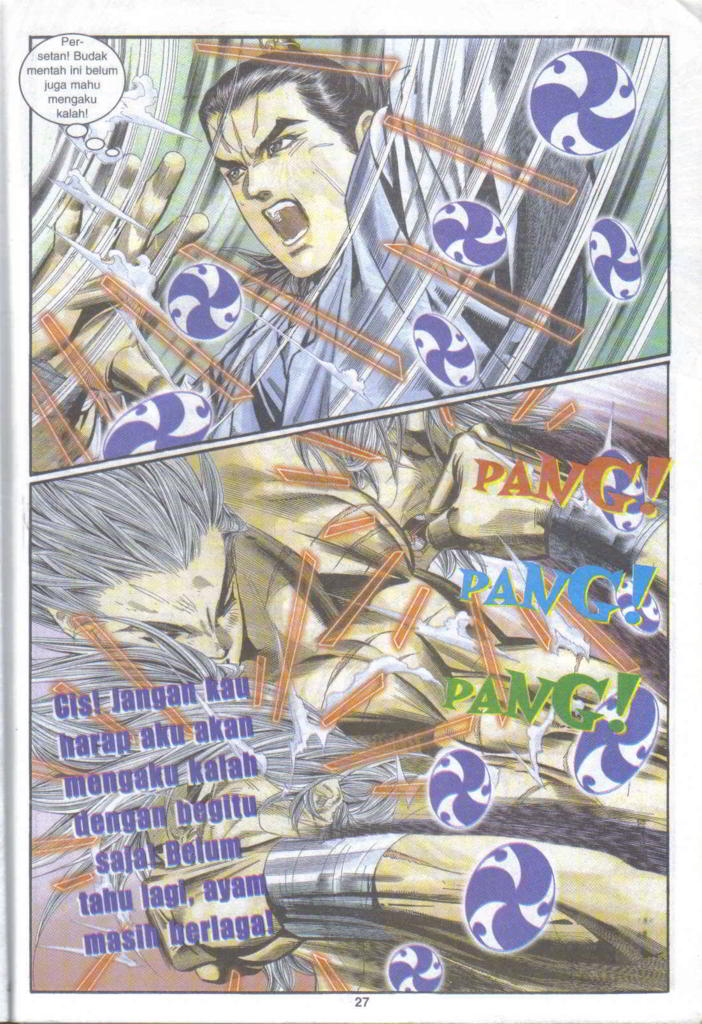 Per-
setan! Budak
mentah ini belum
juga mahu
mengaku
kalah!
PANG!
PANG!
PANG!
Cis! Jangan kau
harap aku akan
mengaku kalah
dengan begitu
saja! Belum
tahu lagi, ayam
masih berlaga!
27